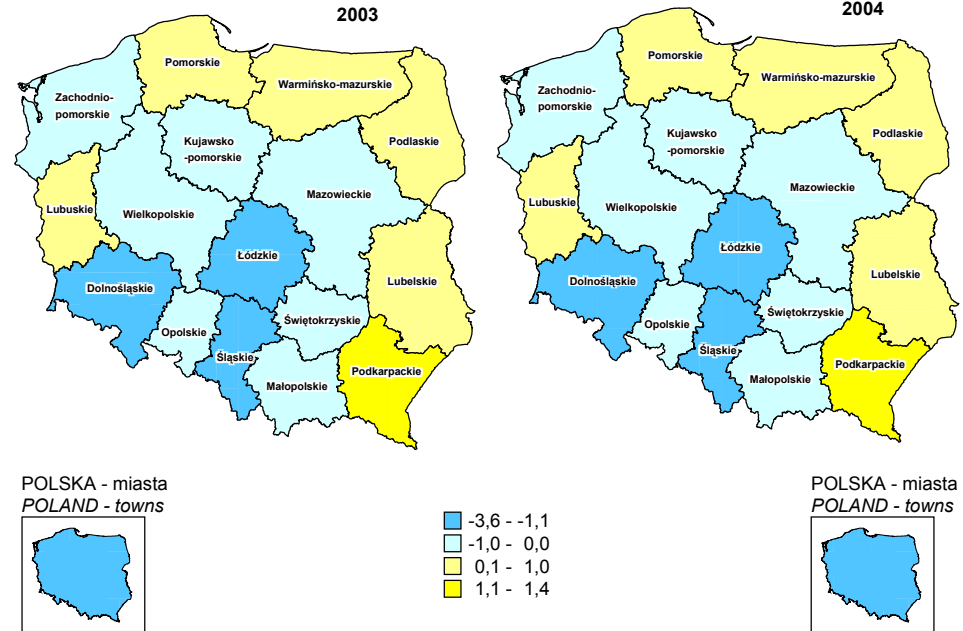 2003
Pomorskie
Warmińsko-mazurskie
Zachodnio-
pomorskie
Kujawsko
-pomorskie
Podlaskie
Mazowieckie
Lubuskie
Wielkopolskie
Łódzkie
Dolnośląskie
Lubelskie
Opolskie
Świętokrzyskie
Śląskie
Małopolskie
Podkarpackie
2004
Pomorskie
Warmińsko-mazurskie
Zachodnio-
pomorskie
Kujawsko
-pomorskie
Podlaskie
Mazowieckie
Lubuskie
Wielkopolskie
Łódzkie
Dolnośląskie
Lubelskie
Opolskie
Świętokrzyskie
Śląskie
Małopolskie
Podkarpackie
POLSKA - miasta
POLAND - towns
-3,6 - -1,1
-1,0 - 0,0
0,1 - 1,0
1,1 - 1,4
POLSKA - miasta
POLAND - towns